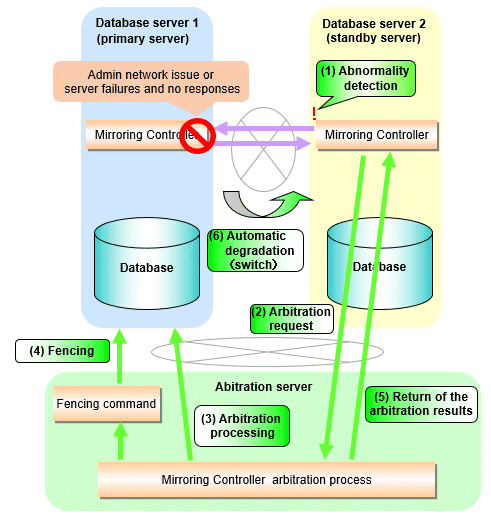 Database server 1
(primary server)
Database server 2
(standby server)
Admin network issue or
server failures and no responses
(1) Abnormality
detection
!
Mirroring Controller
Mirroring Controller
Database
(6) Automatic
degradation
(switch)
Database
(2) Arbitration
request
(4) Fencing
Abitration server
Fencing command
(3) Arbitration
processing
(5) Return of the
arbitration results
Mirroring Controller arbitration process